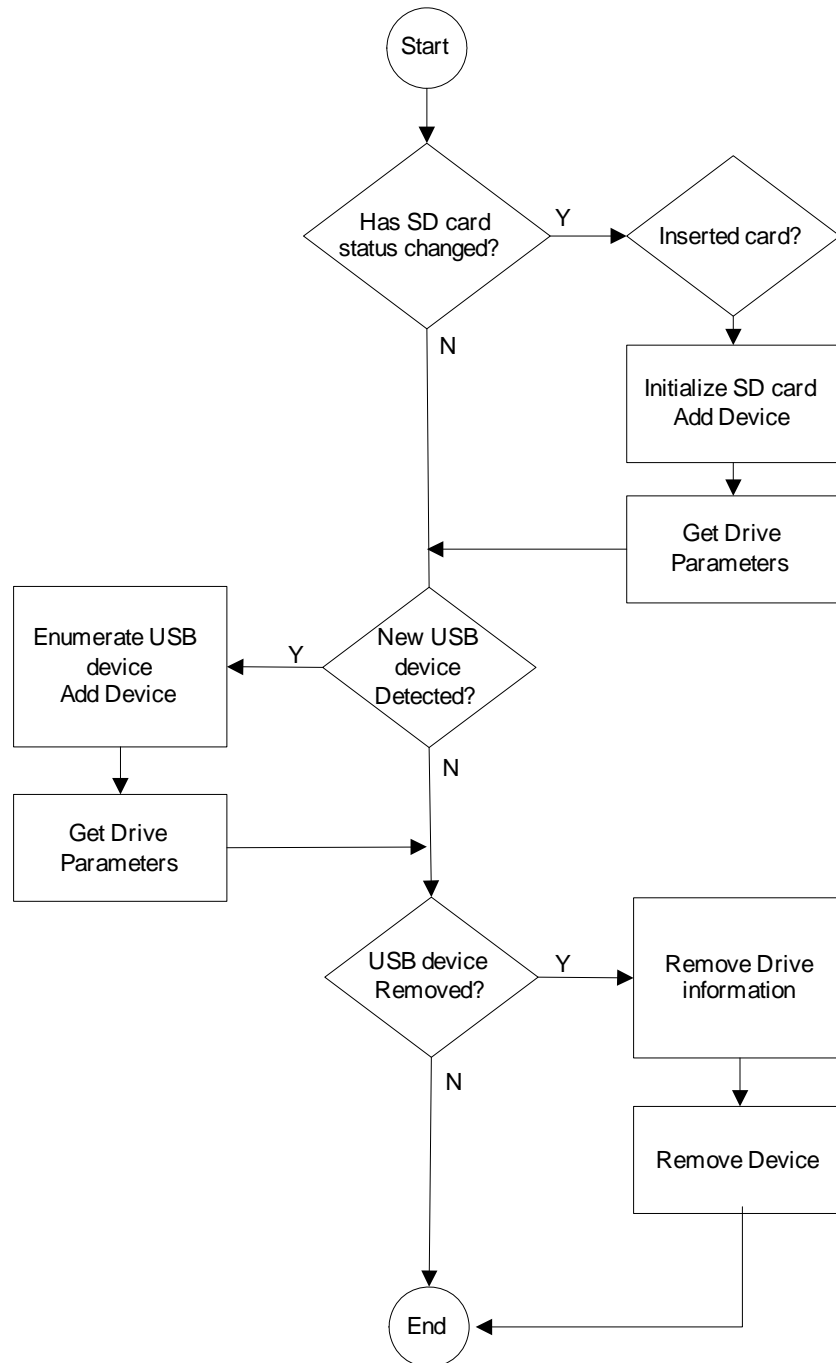 Start
Has SD card
status changed?
Y
Inserted card?
N
Initialize SD card
Add Device
Get Drive
Parameters
Enumerate USB
device
Add Device
Y
New USB
device
Detected?
N
Get Drive
Parameters
USB device
Removed?
Y
Remove Drive
information
N
Remove Device
End